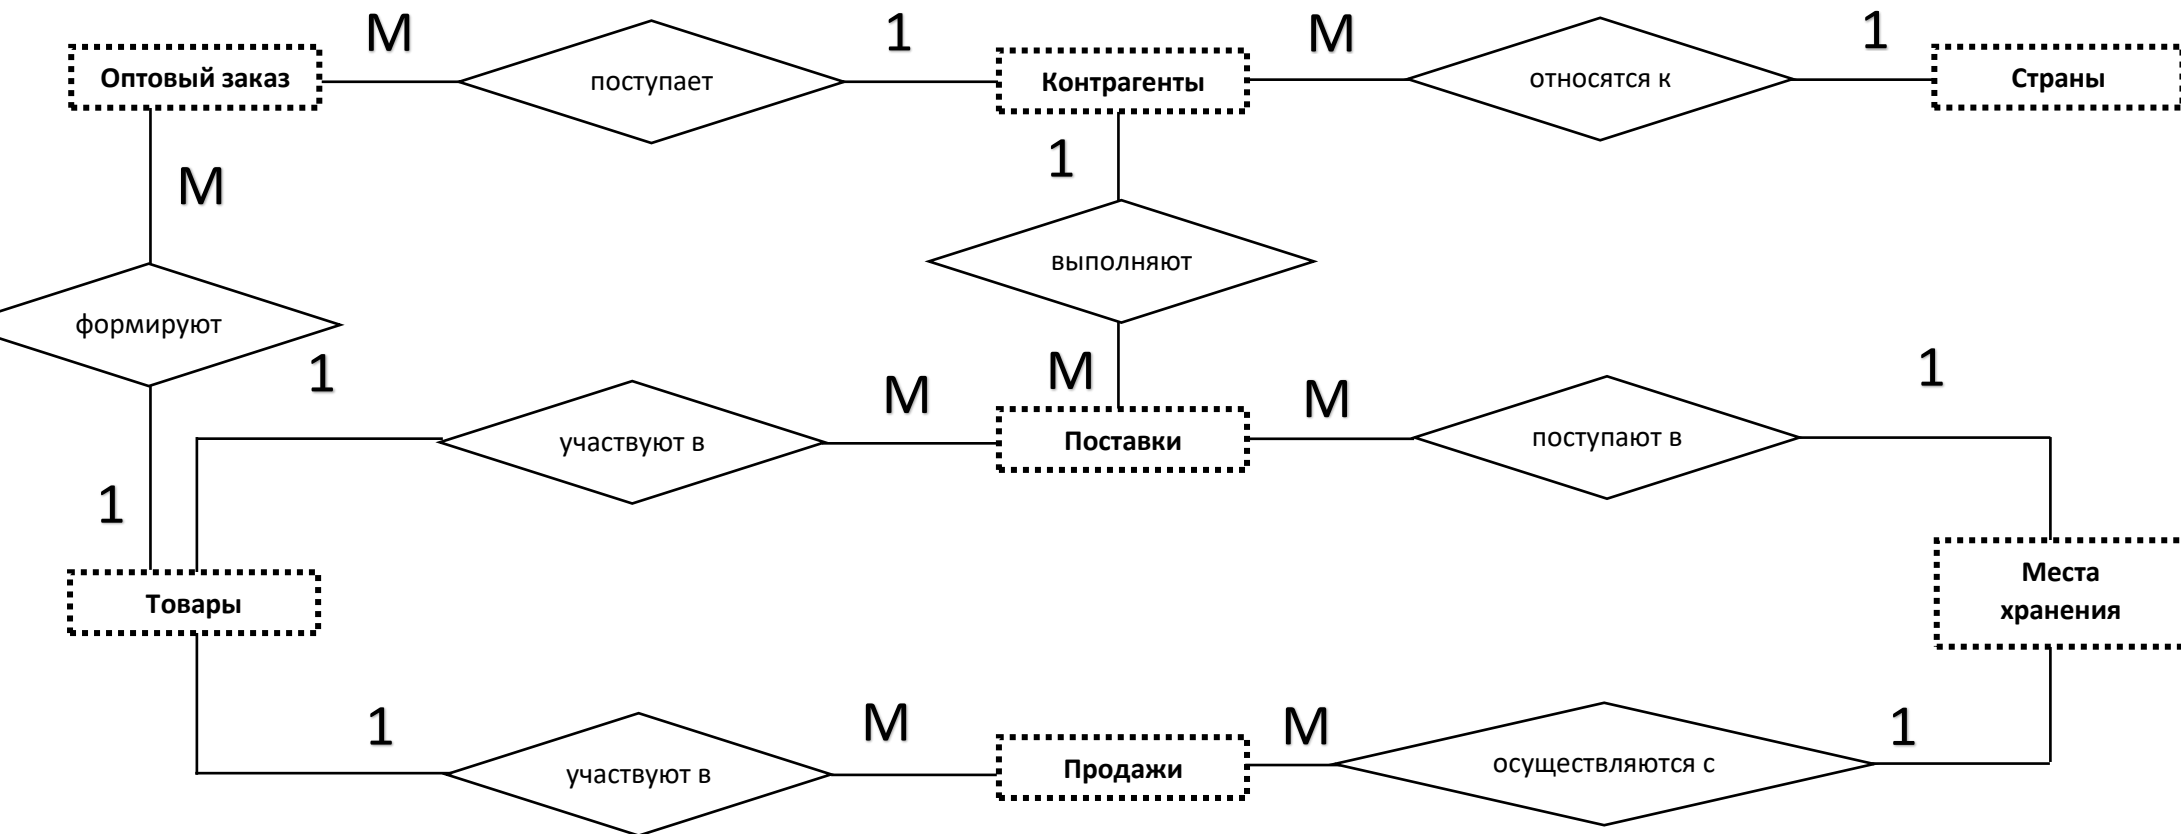 М
1
М
1
Оптовый заказ
поступает
Контрагенты
относятся к
Страны
М
1
выполняют
формируют
1
М
М
М
1
участвуют в
Поставки
поступают в
1
Товары
Места
хранения
1
М
М
1
участвуют в
Продажи
осуществляются с